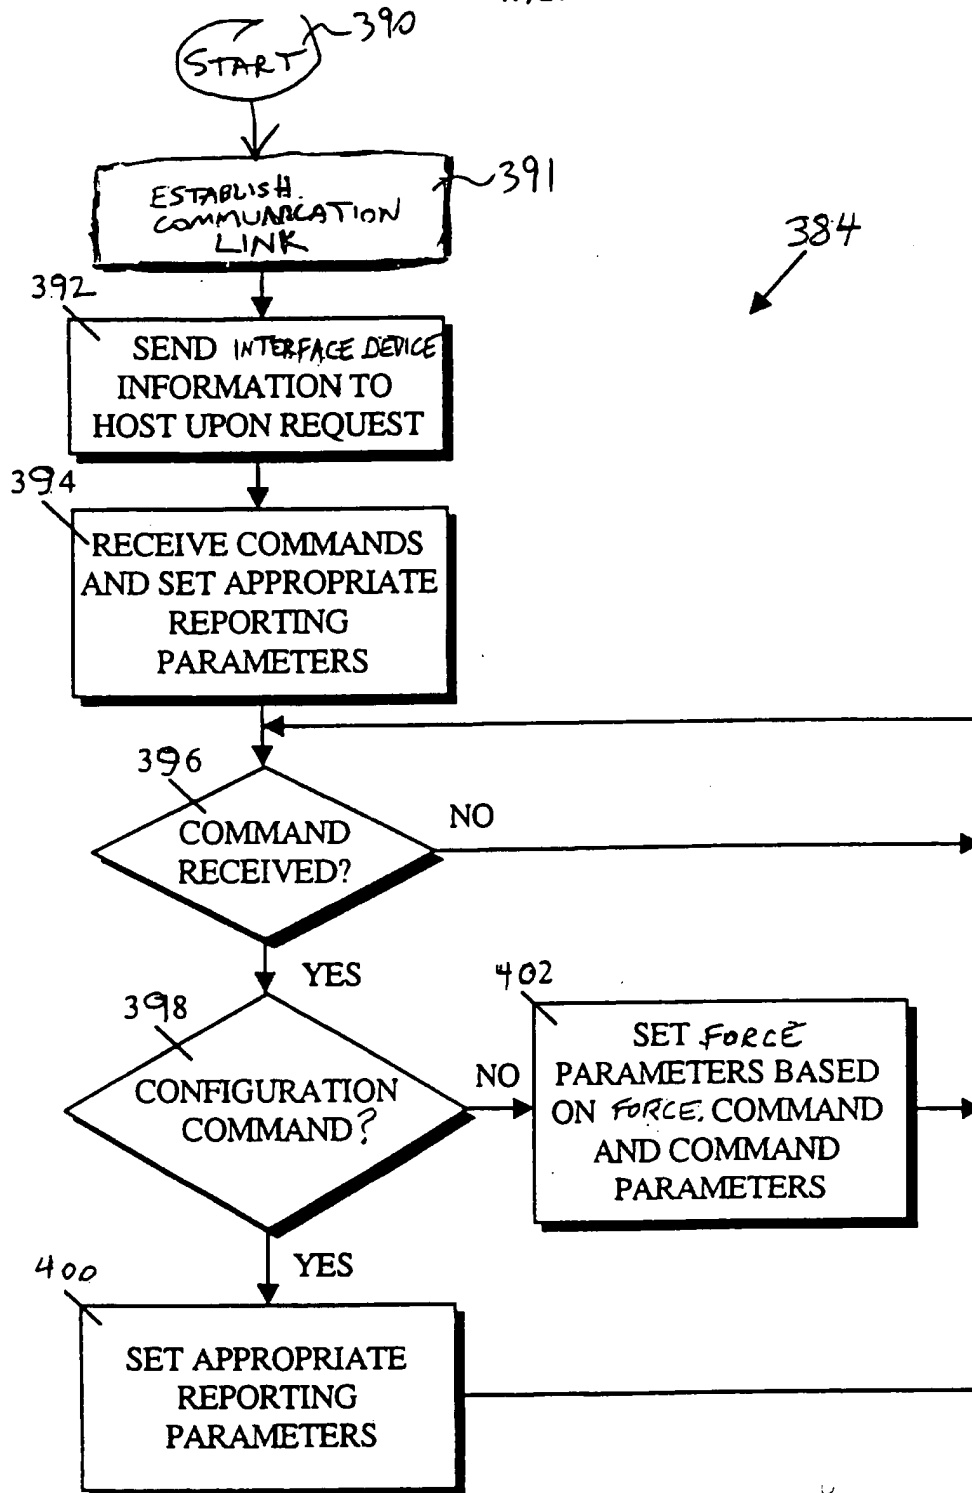 390
START
391
ESTABLISH
COMMUNICATION
LINK
384
392
SEND INTERFACE DEVICE
INFORMATION TO
HOST UPON REQUEST
394
RECEIVE COMMANDS
AND SET APPROPRIATE
REPORTING
PARAMETERS
396
COMMAND
RECEIVED?
NO
YES
398
CONFIGURATION
COMMAND?
NO
402
SET FORCE
PARAMETERS BASED
ON FORCE COMMAND
AND COMMAND
PARAMETERS
YES
400
SET APPROPRIATE
REPORTING
PARAMETERS